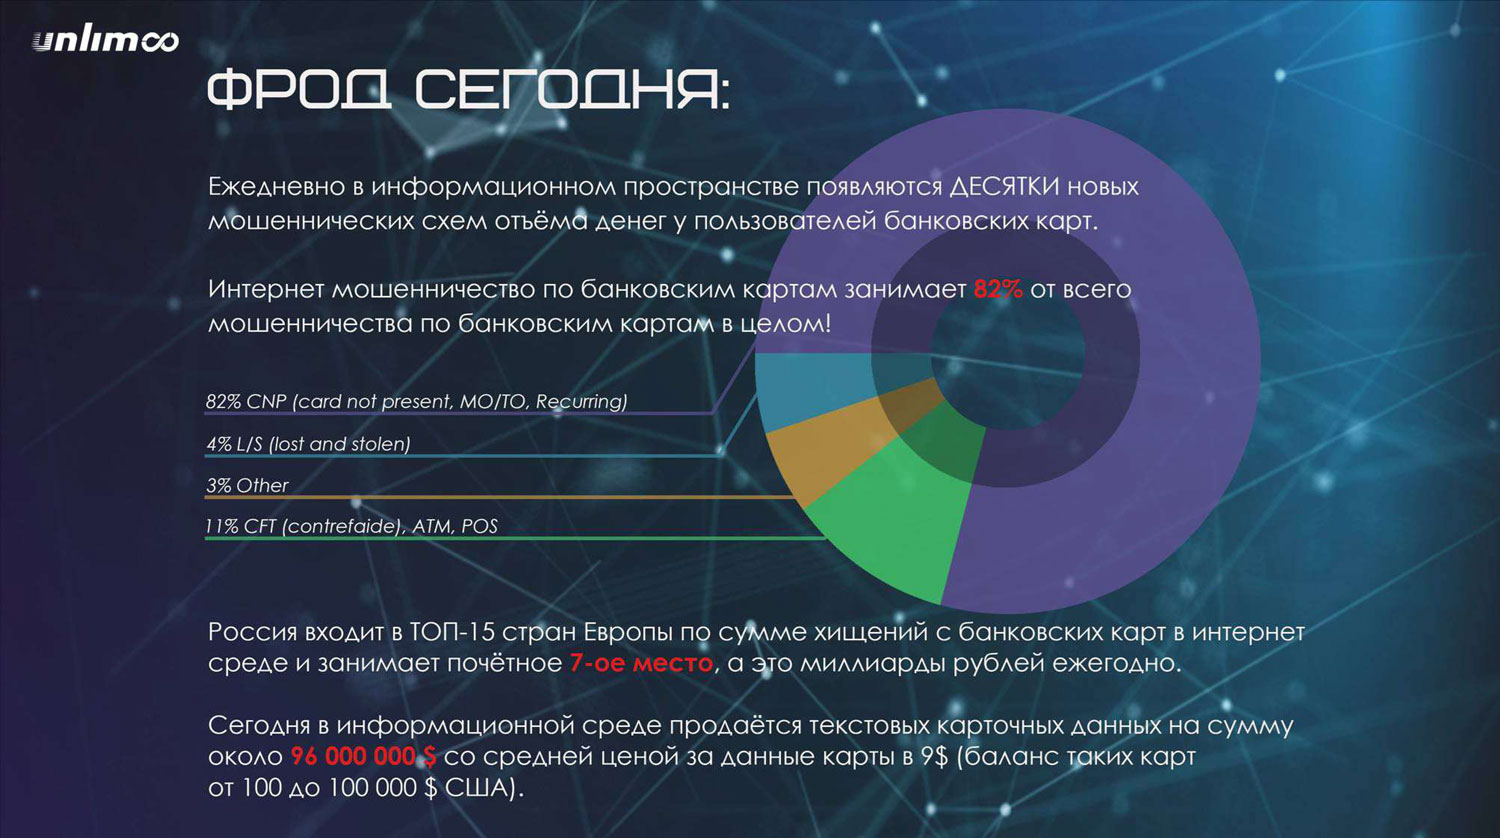 unlim
ФРОД СЕГОДНЯ:
Ежедневно в информационном пространстве появляются ДЕСЯТКИ новых
мошеннических схем отъёма денег у пользователей банковских карт.
Интернет мошенничество по банковским картам занимает 82% от всего
мошенничества по банковским картам в целом!
82% CNP (card not present, MO/TO, Recurring)
4% L/S (lost and stolen)
3% Other
11% CFT (contrefaide), ATM, POS
Россия входит в ТОП-15 стран Европы по сумме хищений с банковских карт в интернет
среде и занимает почётное 7-ое место, а это миллиарды рублей ежегодно.
Сегодня в информационной среде продаётся текстовых карточных данных на сумму
около 96 000 000 $ со средней ценой за данные карты в 9$ (баланс таких карт
от 100 до 100 000 $ США).